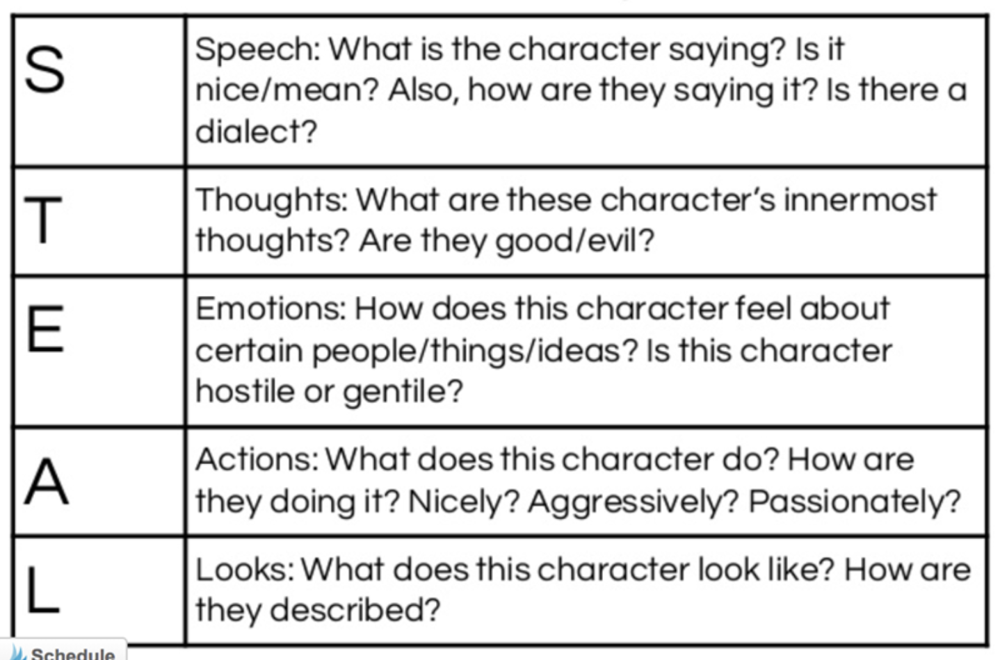 S
Speech: What is the character saying? Is it
nice/mean? Also, how are they saying it? Is there a
dialect?
T
Thoughts: What are these character's innermost
thoughts? Are they good/evil?
E
Emotions: How does this character feel about
certain people/things/ideas? Is this character
hostile or gentile?
A
Actions: What does this character do? How are
they doing it? Nicely? Aggressively? Passionately?
L
Looks: What does this character look like? How are
they described?
Schedule